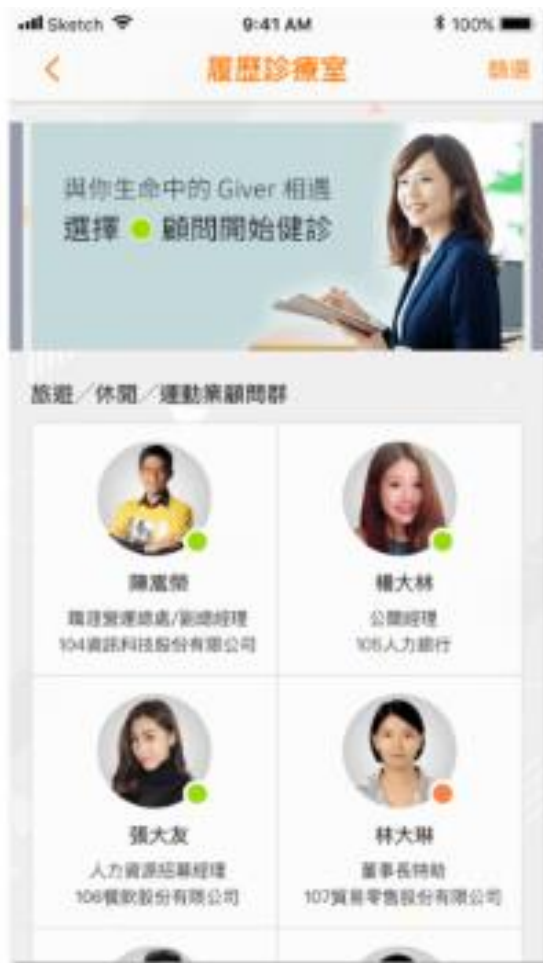 Sketch 9:41 AM 100%
履歷診療室 篩選
與你生命中的 Giver 相遇
選擇 顧問開始健診
旅遊／休閒／運動業顧問群
陳嵩榮 楊大林
職涯營運總處/副總經理 公關經理
104資訊科技股份有限公司 105人力銀行
張大友 林大琳
人力資源招募經理 董事長特助
106餐飲股份有限公司 107貿易零售股份有限公司